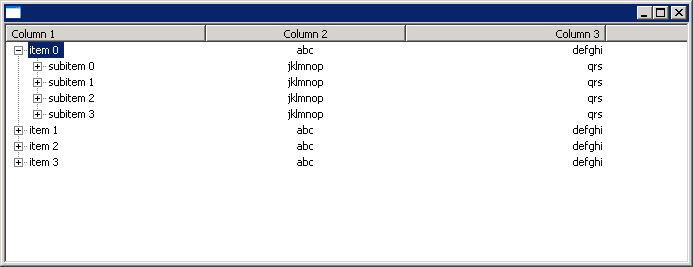 Column 1 Column 2 Column 3
item 0 abc defghi
subitem 0 jklmnop qrs
subitem 1 jklmnop qrs
subitem 2 jklmnop qrs
subitem 3 jklmnop qrs
item 1 abc defghi
item 2 abc defghi
item 3 abc defghi